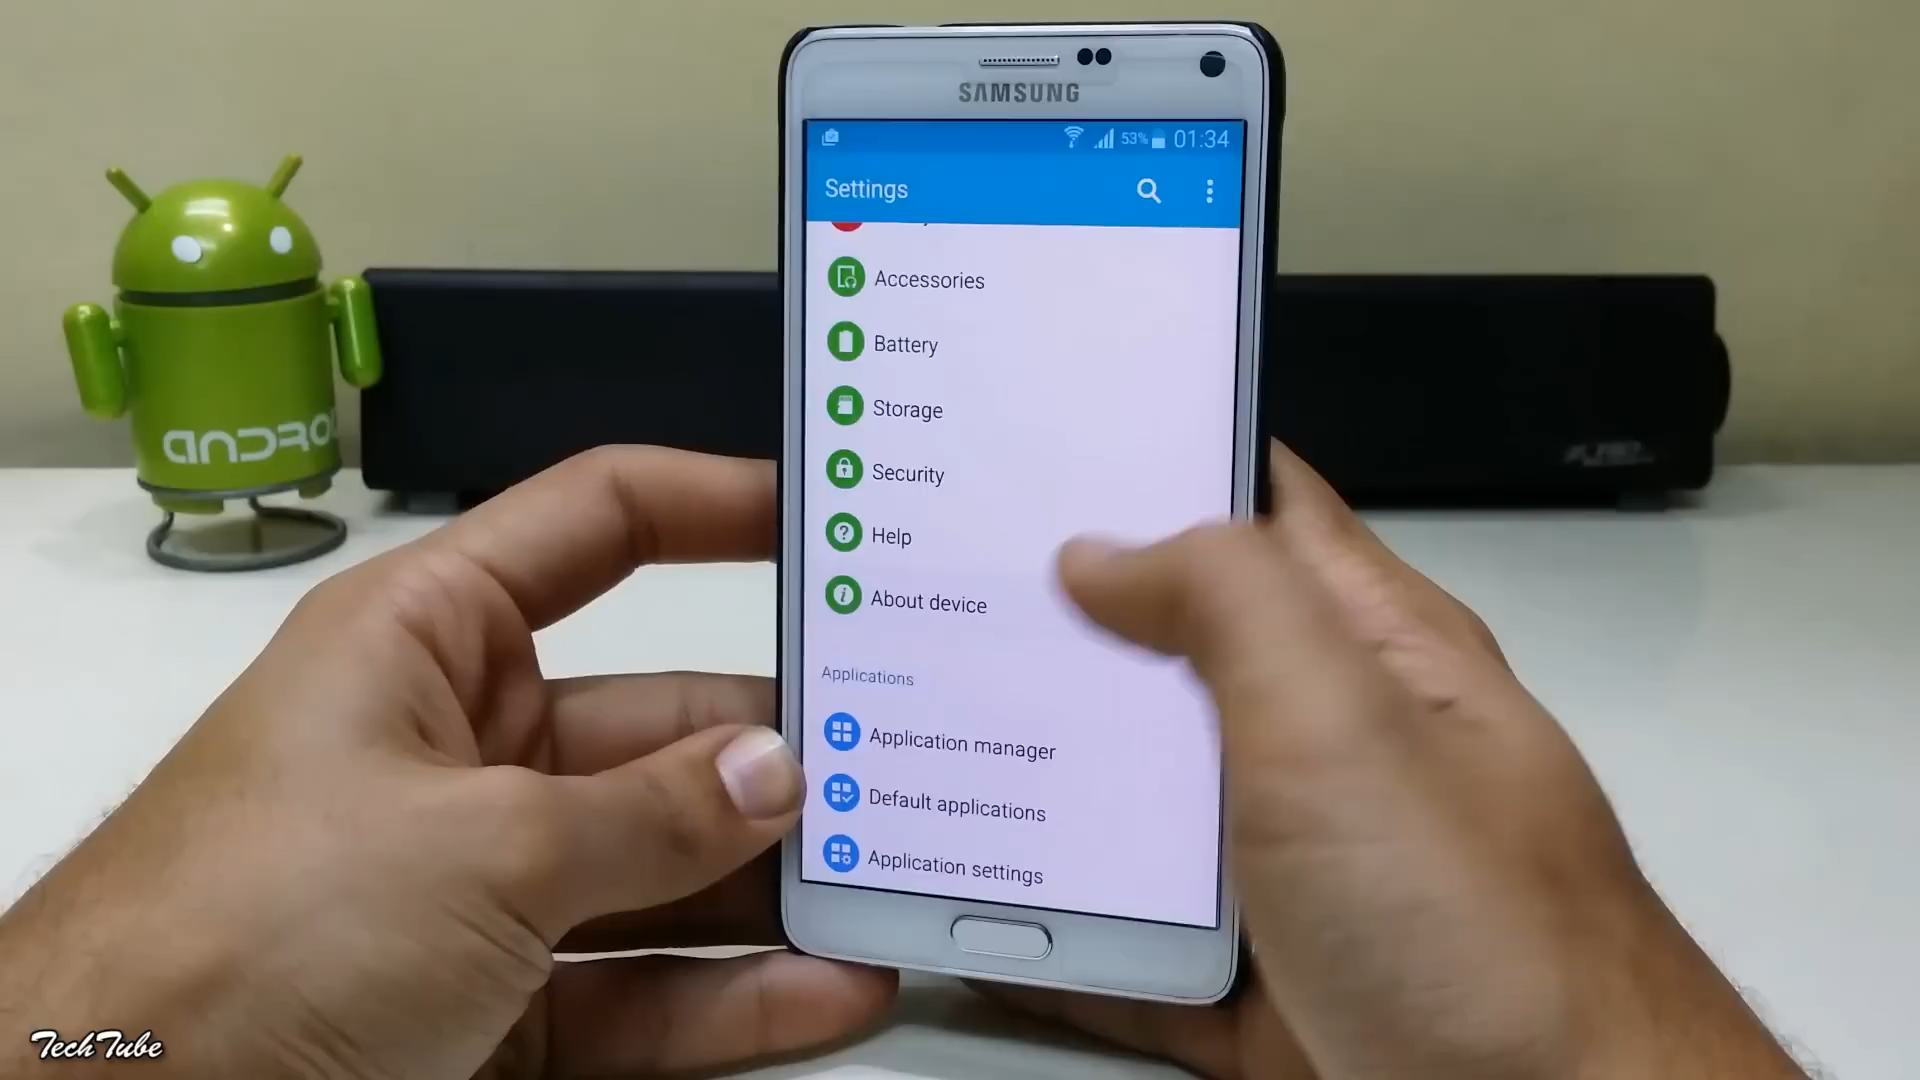 SAMSUNG
53% 01:34
Settings
Accessories
Battery
Storage
Security
Help
About device
Applications
Application manager
Default applications
Application settings
TechTube